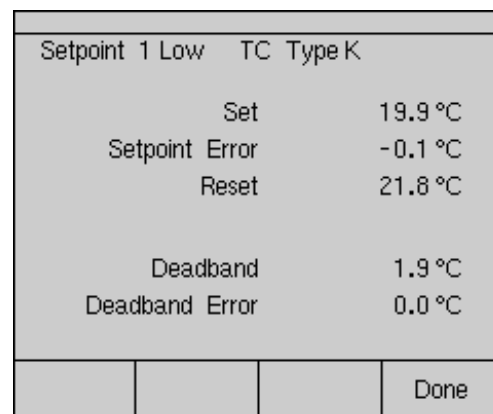 Setpoint 1 Low TC Type K
Set 19.9 °C
Setpoint Error -0.1 °C
Reset 21.8 °C
Deadband 1.9 °C
Deadband Error 0.0 °C
Done